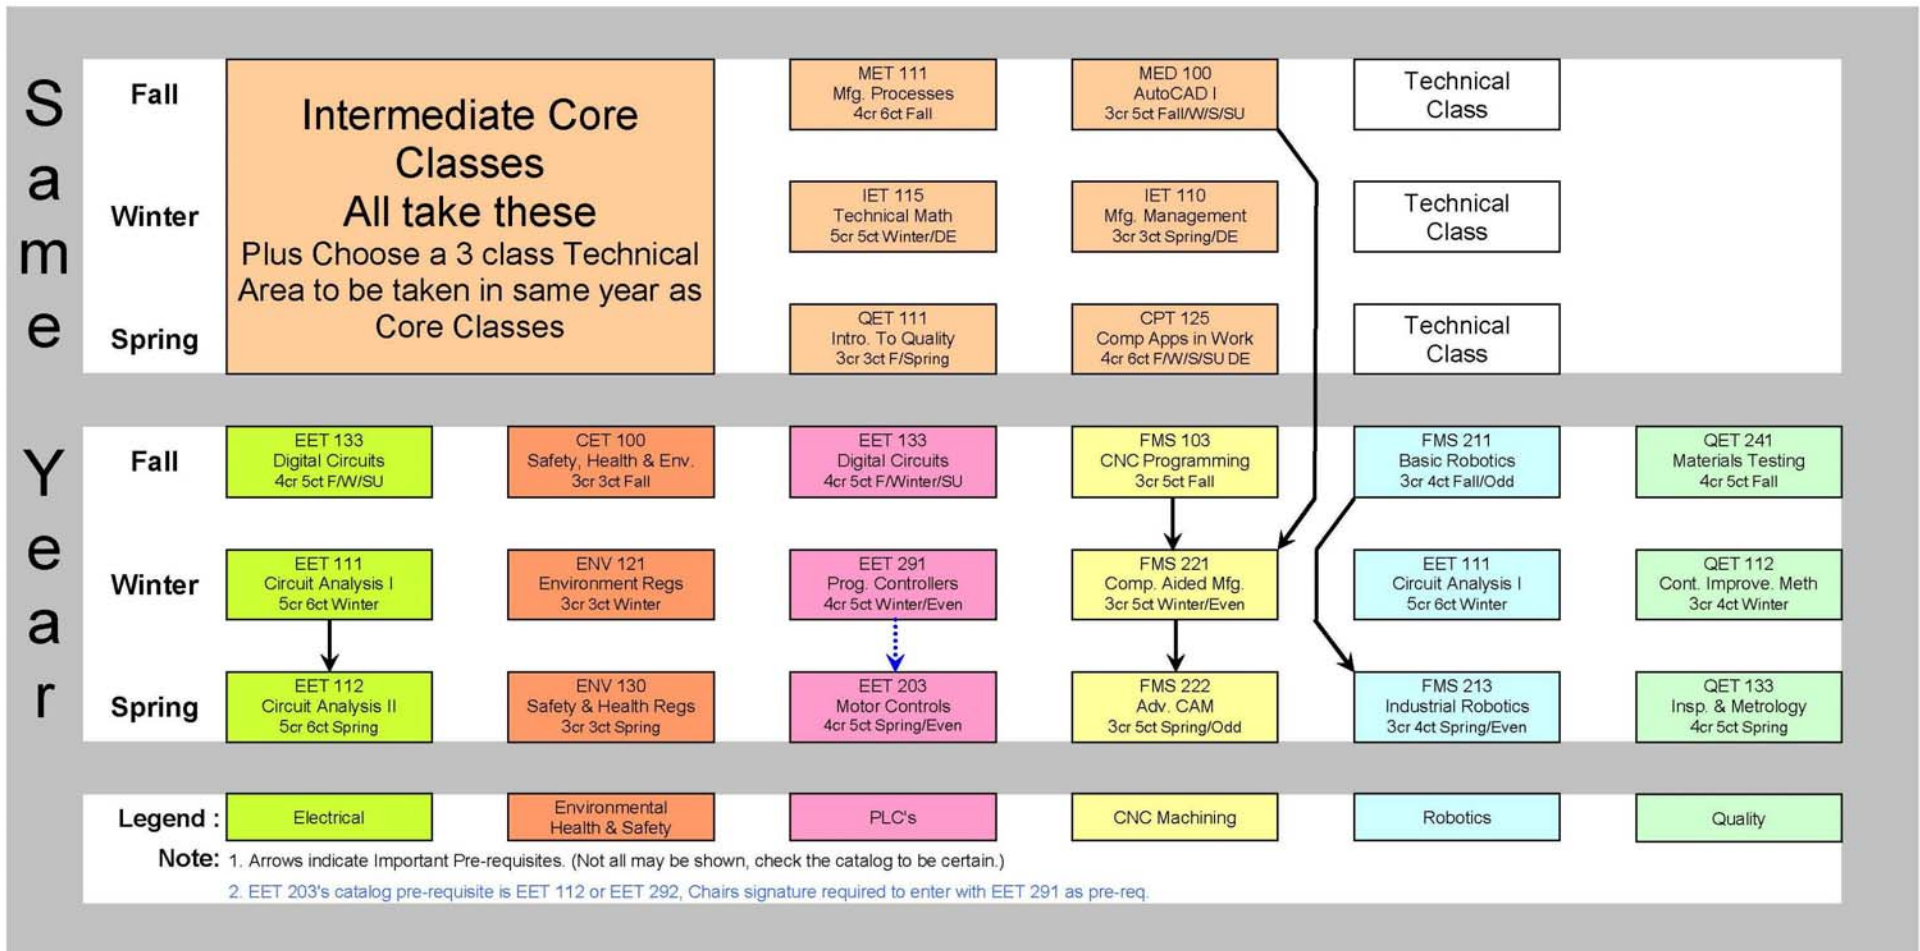 Same
Fall
Intermediate Core
Classes
All take these
Plus Choose a 3 class Technical
Area to be taken in same year as
Core Classes
MET 111
Mfg. Processes
4cr 6ct Fall
MED 100
AutoCAD I
3cr 5ct Fall/W/S/SU
Technical
Class
Winter
IET 115
Technical Math
5cr 5ct Winter/DE
IET 110
Mfg. Management
3cr 3ct Spring/DE
Technical
Class
Spring
QET 111
Intro. To Quality
3cr 3ct F/Spring
CPT 125
Comp Apps in Work
4cr 6ct F/W/S/SU DE
Technical
Class
Year
Fall
EET 133
Digital Circuits
4cr 5ct F/W/SU
CET 100
Safety, Health & Env.
3cr 3ct Fall
EET 133
Digital Circuits
4cr 5ct F/Winter/SU
FMS 103
CNC Programming
3cr 5ct Fall
FMS 211
Basic Robotics
3cr 4ct Fall/Odd
QET 241
Materials Testing
4cr 5ct Fall
Winter
EET 111
Circuit Analysis I
5cr 6ct Winter
ENV 121
Environment Regs
3cr 3ct Winter
EET 291
Prog. Controllers
4cr 5ct Winter/Even
FMS 221
Comp. Aided Mfg.
3cr 5ct Winter/Even
EET 111
Circuit Analysis I
5cr 6ct Winter
QET 112
Cont. Improve. Meth
3cr 4ct Winter
Spring
EET 112
Circuit Analysis II
5cr 6ct Spring
ENV 130
Safety & Health Regs
3cr 3ct Spring
EET 203
Motor Controls
4cr 5ct Spring/Even
FMS 222
Adv. CAM
3cr 5ct Spring/Odd
FMS 213
Industrial Robotics
3cr 4ct Spring/Even
QET 133
Insp. & Metrology
4cr 5ct Spring
Legend :
Electrical
Environmental
Health & Safety
PLC's
CNC Machining
Robotics
Quality
Note: 1. Arrows indicate Important Pre-requisites. (Not all may be shown, check the catalog to be certain.)
2. EET 203's catalog pre-requisite is EET 112 or EET 292, Chairs signature required to enter with EET 291 as pre-req.